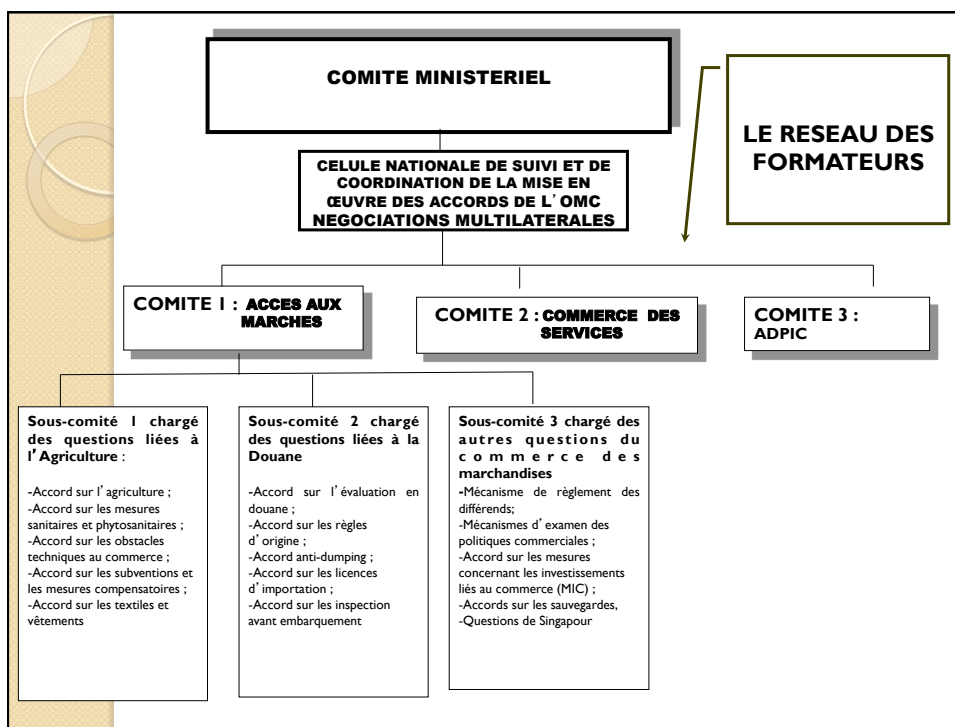 COMITE MINISTERIEL
LE RESEAU DES
FORMATEURS
CELULE NATIONALE DE SUIVI ET DE
COORDINATION DE LA MISE EN
ŒUVRE DES ACCORDS DE L’OMC
NEGOCIATIONS MULTILATERALES
COMITE 1 : ACCES AUX
MARCHES
COMITE 2 : COMMERCE DES
SERVICES
COMITE 3 :
ADPIC
Sous-comité 1 chargé
des questions liées à
l’Agriculture :
-Accord sur l’agriculture ;
-Accord sur les mesures
sanitaires et phytosanitaires ;
-Accord sur les obstacles
techniques au commerce ;
-Accord sur les subventions et
les mesures compensatoires ;
-Accord sur les textiles et
vêtements
Sous-comité 2 chargé
des questions liées à la
Douane
-Accord sur l’évaluation en
douane ;
-Accord sur les règles
d’origine ;
-Accord anti-dumping ;
-Accord sur les licences
d’importation ;
-Accord sur les inspection
avant embarquement
Sous-comité 3 chargé des
autres questions du
commerce des
marchandises
-Mécanisme de règlement des
différends;
-Mécanismes d’examen des
politiques commerciales ;
-Accord sur les mesures
concernant les investissements
liés au commerce (MIC) ;
-Accords sur les sauvegardes,
-Questions de Singapour